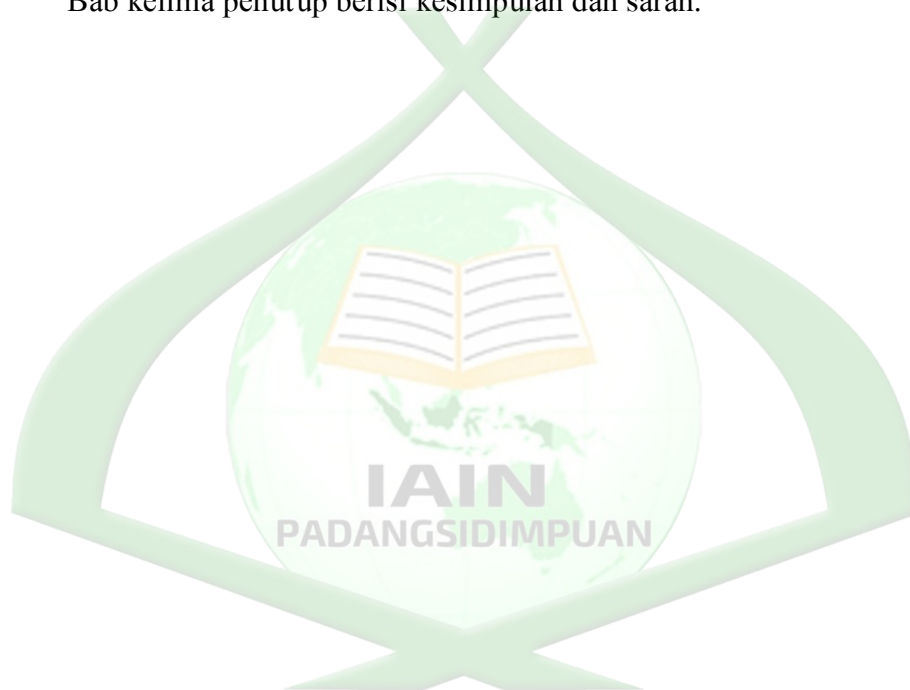 Bab kelima penutup berisi kesimpulan dan saran.
IAIN
PADANGSIDIMPUAN